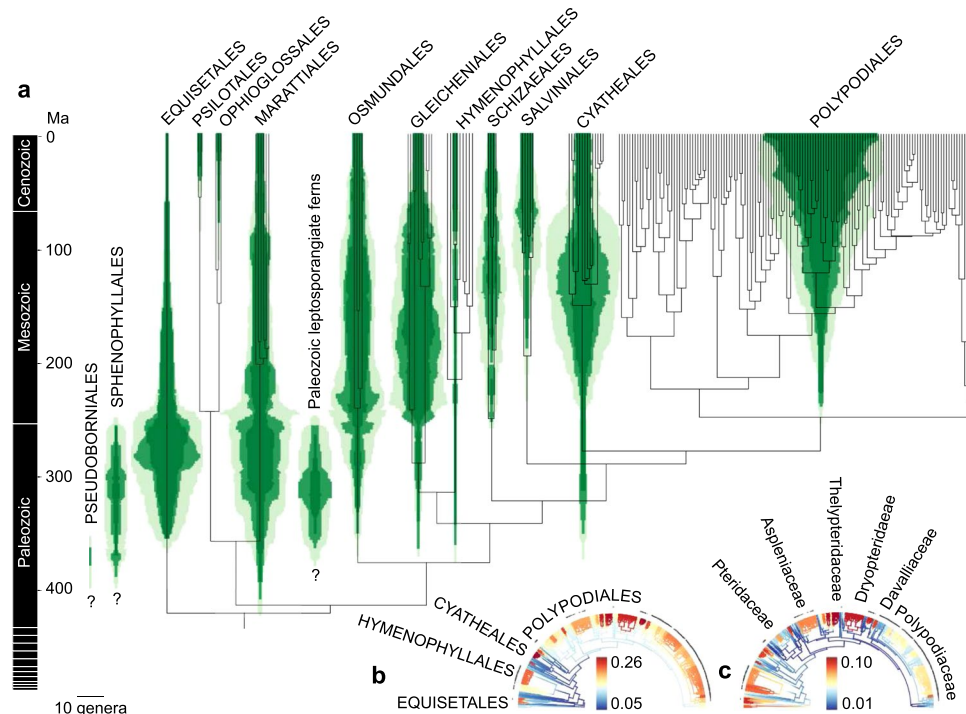 a
Ma
0
100
200
300
400
Cenozoic
Mesozoic
Paleozoic
10 genera
PSEUDOBORNIALES
?
SPHENOPHYLLALES
?
EQUISETALES
PSILOTALES
OPHIOGLOSSALES
MARATTIALES
Paleozoic leptosporangiate ferns
?
OSMUNDALES
GLEICHENIALES
HYMENOPHYLLALES
SCHIZAEALES
SALVINIALES
CYATHEALES
POLYPODIALES
b
EQUISETALES
HYMENOPHYLLALES
CYATHEALES
POLYPODIALES
0.26
0.05
c
Pteridaceae
Aspleniaceae
Thelypteridaceae
Dryopteridaeae
Davalliaceae
Polypodiaceae
0.10
0.01